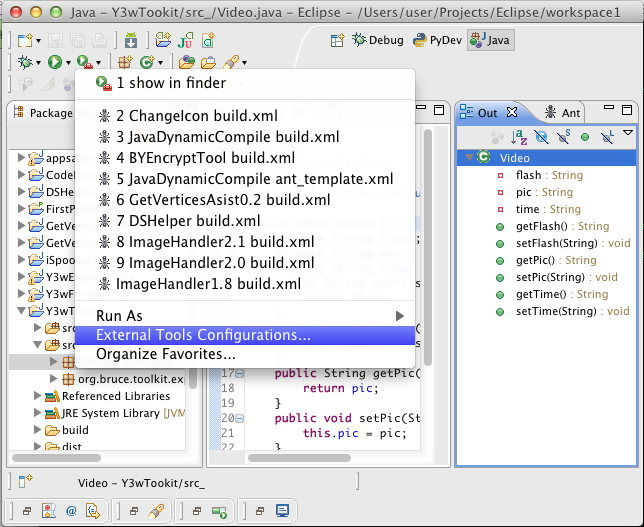 Java - Y3wTookit/src_/Video.java - Eclipse - /Users/user/Projects/Eclipse/workspace1
Debug PyDev Java
1 show in finder
2 ChangeIcon build.xml
3 JavaDynamicCompile build.xml
4 BYEncryptTool build.xml
5 JavaDynamicCompile ant_template.xml
6 GetVerticesAsist0.2 build.xml
7 DSHelper build.xml
8 ImageHandler2.1 build.xml
9 ImageHandler2.0 build.xml
ImageHandler1.8 build.xml
Run As
External Tools Configurations...
Organize Favorites...
Package
appsa
CodeI
DSHel
FirstP
GetVe
GetVe
iSpoo
Y3wE
Y3wF
Y3wT
src
src
org.bruce.toolkit.ex
Referenced Libraries
JRE System Library [JVM
build
dist
17 public String getPic(
18 return pic;
19 }
20 public void setPic(St
21 this.pic = pic;
22 }
Out Ant
Video
flash : String
pic : String
time : String
getFlash() : String
setFlash(String) : void
getPic() : String
setPic(String) : void
getTime() : String
setTime(String) : void
Video - Y3wTookit/src_